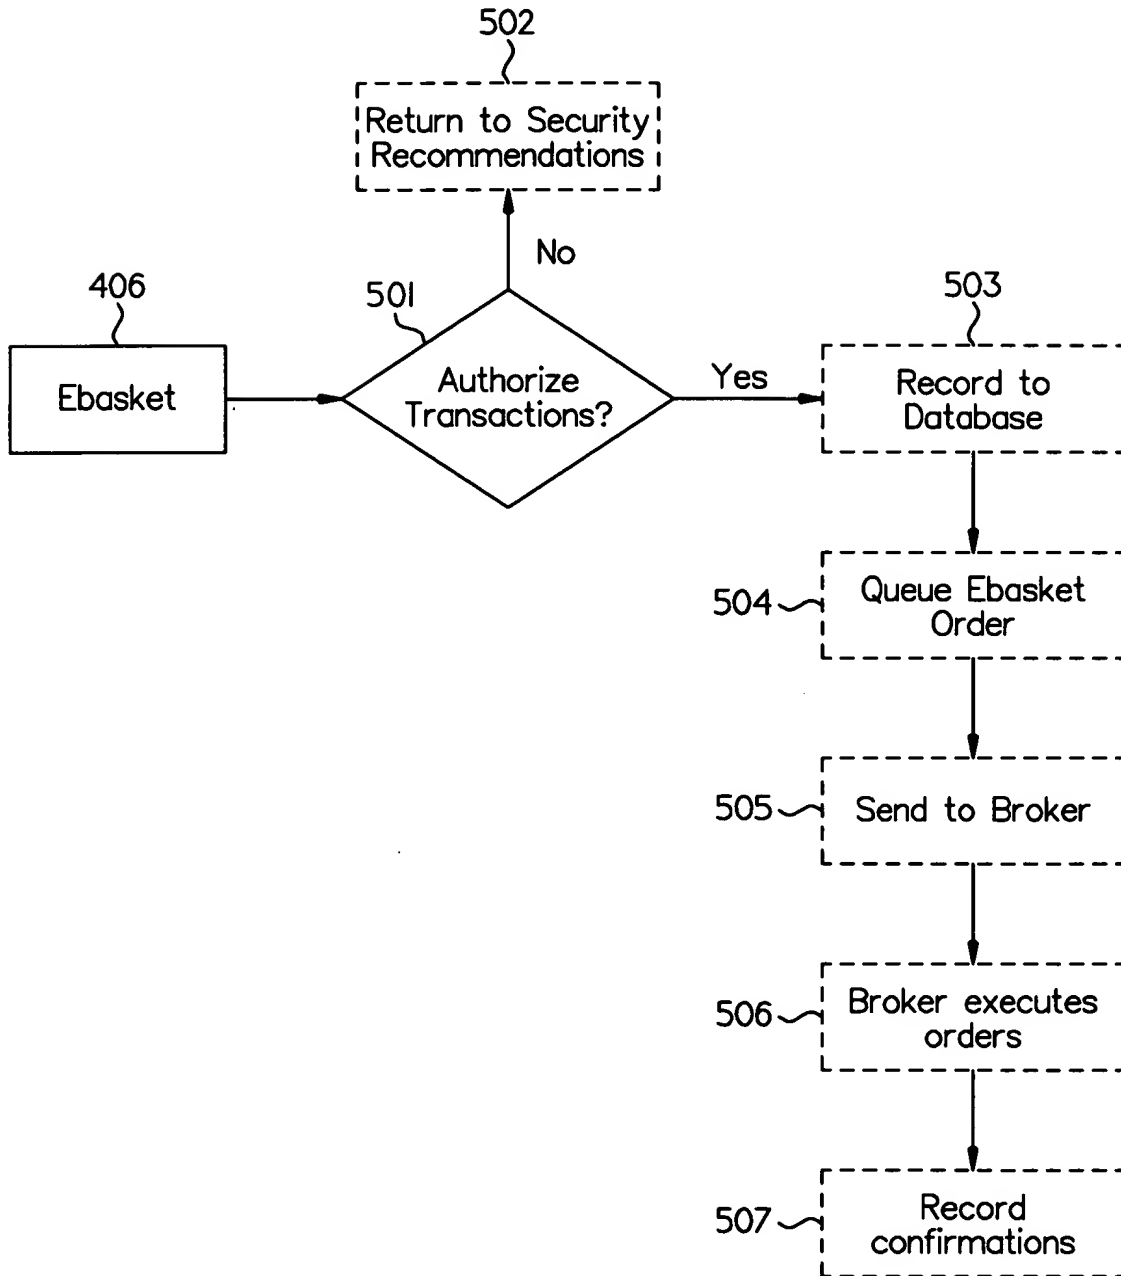 502
Return to Security
Recommendations
No
406
501
503
Ebasket
Authorize
Transactions?
Yes
Record to
Database
504
Queue Ebasket
Order
505
Send to Broker
506
Broker executes
orders
507
Record
confirmations